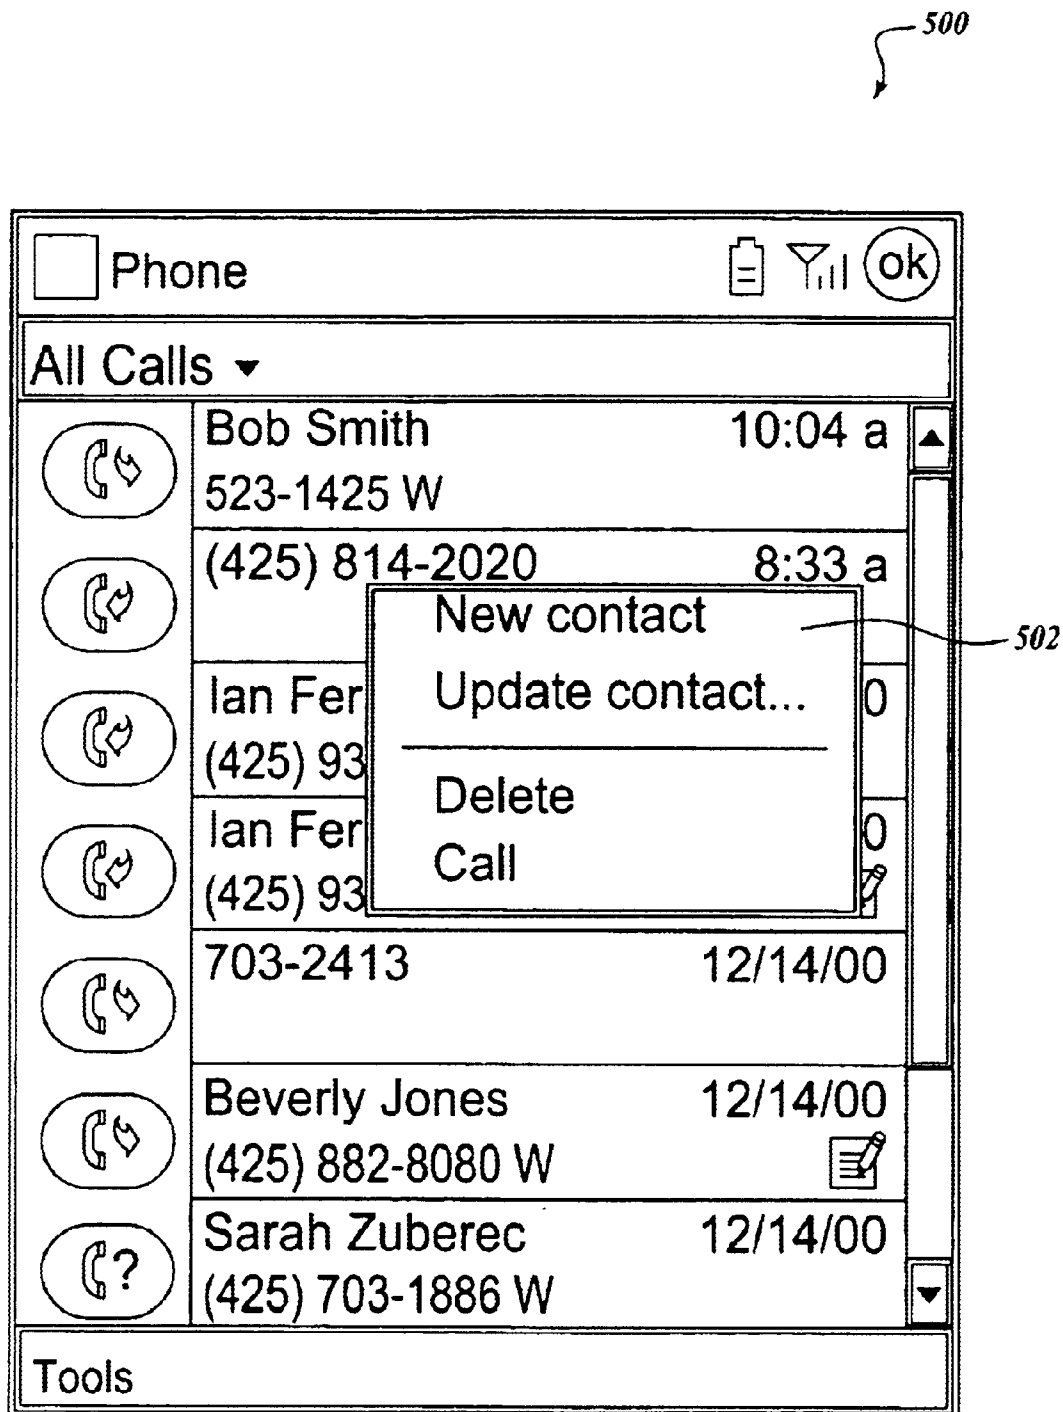 500
Phone
ok
All Calls
Bob Smith 10:04 a
523-1425 W
(425) 814-2020 8:33 a
New contact
502
Update contact...
Ian Fer 0
(425) 93
Delete
Ian Fer 0
Call
(425) 93
703-2413 12/14/00
Beverly Jones 12/14/00
(425) 882-8080 W
Sarah Zuberec 12/14/00
? (425) 703-1886 W
Tools